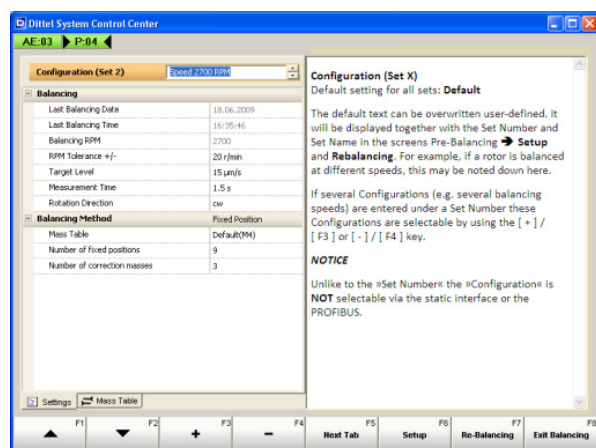 Dittel System Control Center
AE:03 P:04
Configuration (Set 2) Speed 2700 RPM
Balancing
Last Balancing Date 18.06.2009
Last Balancing Time 16:35:46
Balancing RPM 2700
RPM Tolerance +/- 20 r/min
Target Level 15 µm/s
Measurement Time 1.5 s
Rotation Direction cw
Balancing Method Fixed Position
Mass Table Default(M4)
Number of fixed positions 9
Number of correction masses 3
Settings Mass Table
Configuration (Set X)
Default setting for all sets: Default
The default text can be overwritten user-defined. It
will be displayed together with the Set Number and
Set Name in the screens Pre-Balancing ➔ Setup
and Rebalancing. For example, if a rotor is balanced
at different speeds, this may be noted down here.
If several Configurations (e.g. several balancing
speeds) are entered under a Set Number these
Configurations are selectable by using the [ + ] /
[ F3 ] or [ - ] / [ F4 ] key.
NOTICE
Unlike to the »Set Number« the »Configuration« is
NOT selectable via the static interface or the
PROFIBUS.
F1 F2 F3 F4 F5 F6 F7 F8
+ − Next Tab Setup Re-Balancing Exit Balancing